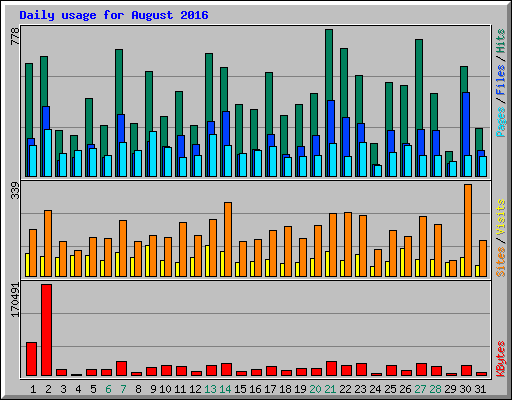 Daily usage for August 2016
778
Pages / Files / Hits
339
Sites / Visits
170491
KBytes
1 2 3 4 5 6 7 8 9 10 11 12 13 14 15 16 17 18 19 20 21 22 23 24 25 26 27 28 29 30 31